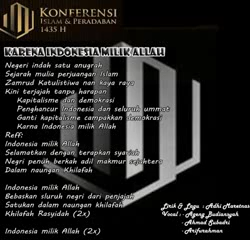 KONFERENSI
ISLAM & PERADABAN
1435 H
KARENA INDONESIA MILIK ALLAH
Negeri indah satu anugrah
Sejarah mulia perjuangan Islam
Zamrud Katulistiwa nan kaya raya
Kini terjajah tanpa harapan
Kapitalisme dan demokrasi
Penghancur Indonesia dan seluruh ummat
Ganti kapitalisme campakkan demokrasi
Karna Indonesia milik Allah
Reff:
Indonesia milik Allah
Selamatkan dengan terapkan syariah
Negri penuh berkah adil makmur sejahtera
Dalam naungan Khilafah
Indonesia milik Allah
Bebaskan sluruh negri dari penjajah
Satukan dalam naungan khilafah
Khilafah Rasyidah (2x)
Indonesia milik Allah (2x)
Lirik & Lagu : Adhi Maretnas
Vocal : Agung Budiansyah
Ahmad Subadri
Arifurahman